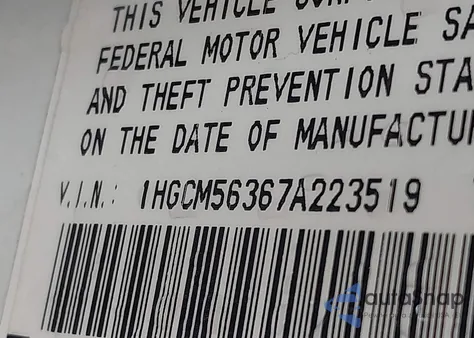 THIS VEHICLE
FEDERAL MOTOR VEHICLE SA
AND THEFT PREVENTION STA
ON THE DATE OF MANUFACTU
V.I.N.: 1HGCM56367A223519
autoSnap